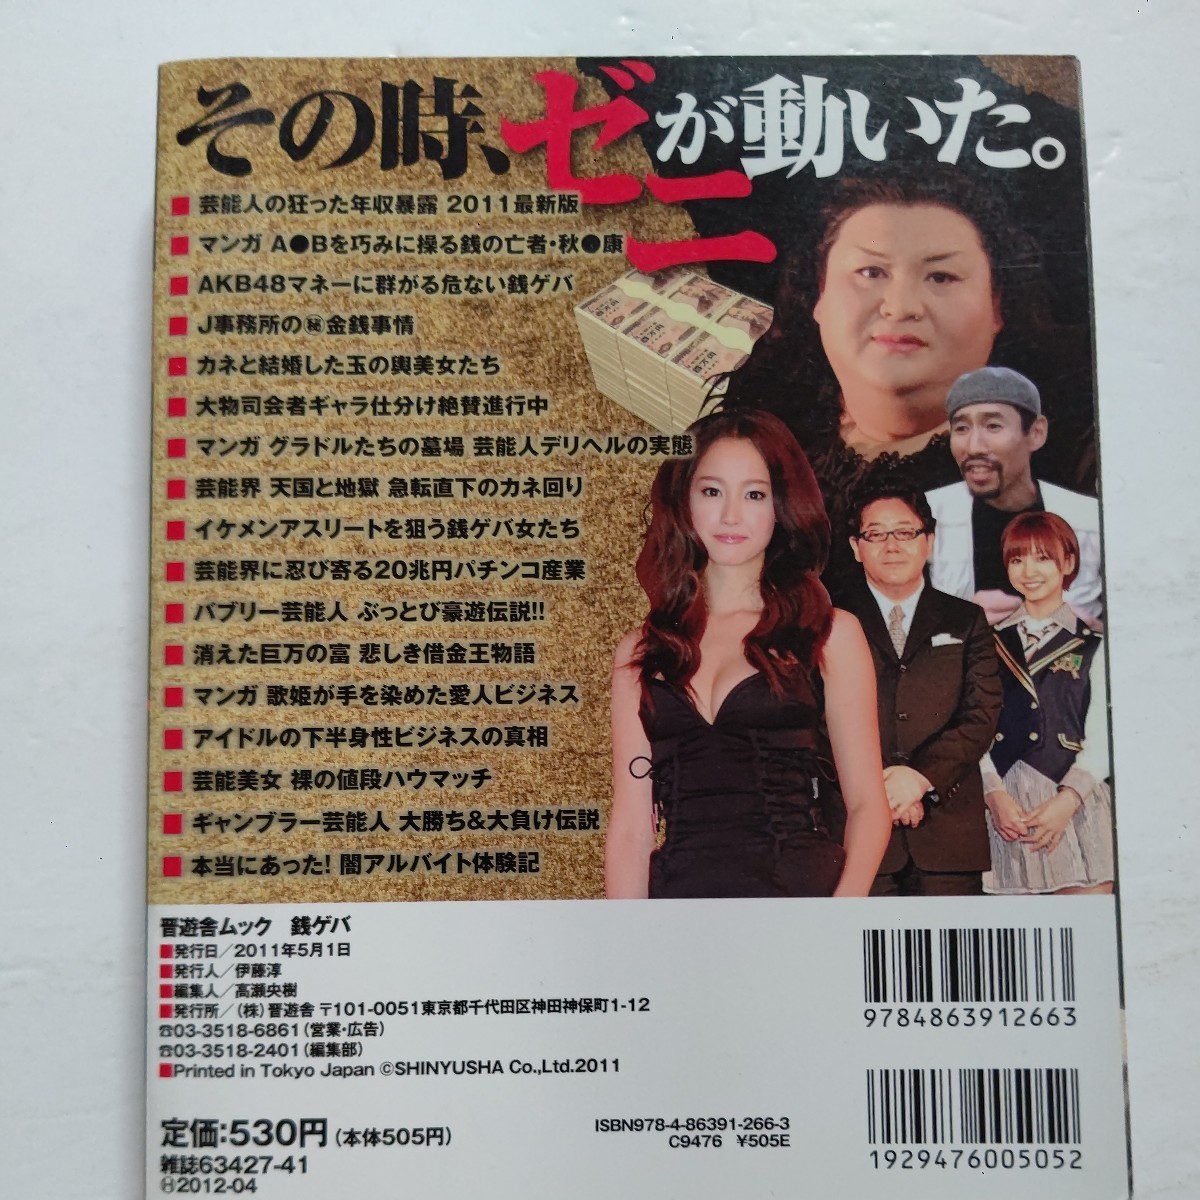 その時、ゼニが動いた。
■ 芸能人の狂った年収暴露 2011最新版
■ マンガ A●Bを巧みに操る銭の亡者・秋●康
■ AKB48マネーに群がる危ない銭ゲバ
■ J事務所の㊙金銭事情
■ カネと結婚した玉の輿美女たち
■ 大物司会者ギャラ仕分け絶賛進行中
■ マンガ グラドルたちの墓場 芸能人デリヘルの実態
■ 芸能界 天国と地獄 急転直下のカネ回り
■ イケメンアスリートを狙う銭ゲバ女たち
■ 芸能界に忍び寄る20兆円パチンコ産業
■ バブリー芸能人 ぶっとび豪遊伝説!!
■ 消えた巨万の富 悲しき借金王物語
■ マンガ 歌姫が手を染めた愛人ビジネス
■ アイドルの下半身性ビジネスの真相
■ 芸能美女 裸の値段ハウマッチ
■ ギャンブラー芸能人 大勝ち&大負け伝説
■ 本当にあった! 闇アルバイト体験記
晋遊舎ムック 銭ゲバ
■発行日/2011年5月1日
■発行人/伊藤淳
■編集人/高瀬央樹
■発行所/(株)晋遊舎 〒101-0051東京都千代田区神田神保町1-12
☎03-3518-6861(営業・広告)
☎03-3518-2401(編集部)
■Printed in Tokyo Japan ©SHINYUSHA Co.,Ltd.2011
定価:530円(本体505円)
雑誌63427-41
Ⓗ2012-04
9784863912663
ISBN978-4-86391-266-3
C9476 ¥505E
1929476005052